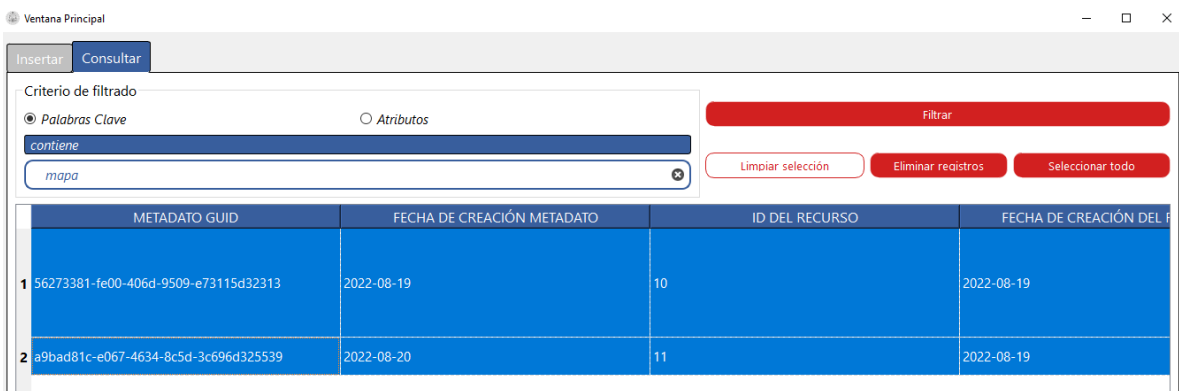 Ventana Principal
Insertar Consultar
Criterio de filtrado
Palabras Clave Atributos
Filtrar
contiene
mapa
Limpiar selección Eliminar registros Seleccionar todo
METADATO GUID FECHA DE CREACIÓN METADATO ID DEL RECURSO FECHA DE CREACIÓN DEL
1 56273381-fe00-406d-9509-e73115d32313 2022-08-19 10 2022-08-19
2 a9bad81c-e067-4634-8c5d-3c696d325539 2022-08-20 11 2022-08-19